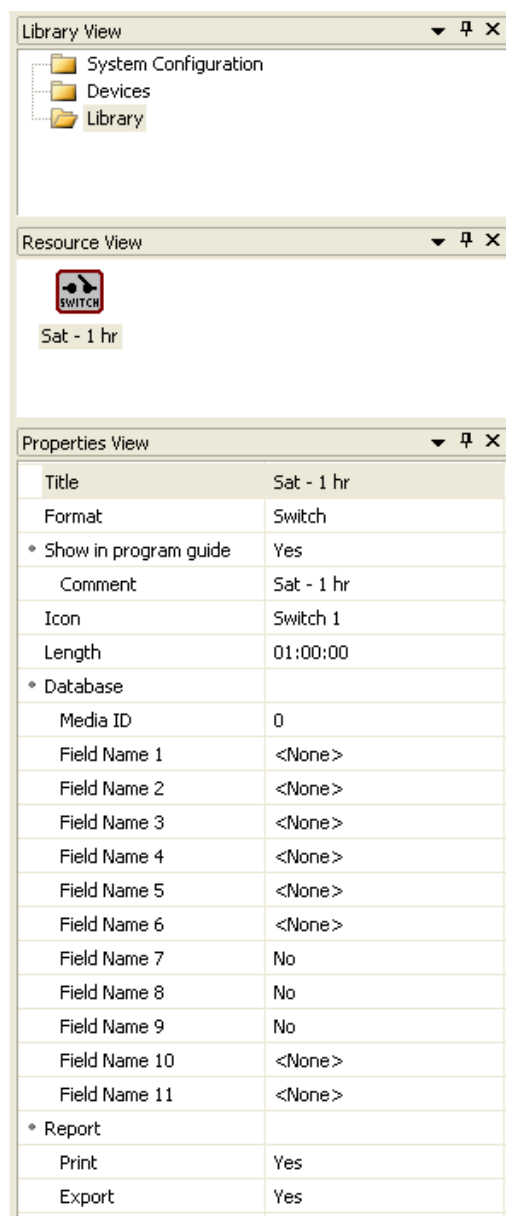 Library View
System Configuration
Devices
Library
Resource View
SWITCH
Sat - 1 hr
Properties View
Title Sat - 1 hr
Format Switch
Show in program guide Yes
Comment Sat - 1 hr
Icon Switch 1
Length 01:00:00
Database
Media ID 0
Field Name 1 <None>
Field Name 2 <None>
Field Name 3 <None>
Field Name 4 <None>
Field Name 5 <None>
Field Name 6 <None>
Field Name 7 No
Field Name 8 No
Field Name 9 No
Field Name 10 <None>
Field Name 11 <None>
Report
Print Yes
Export Yes